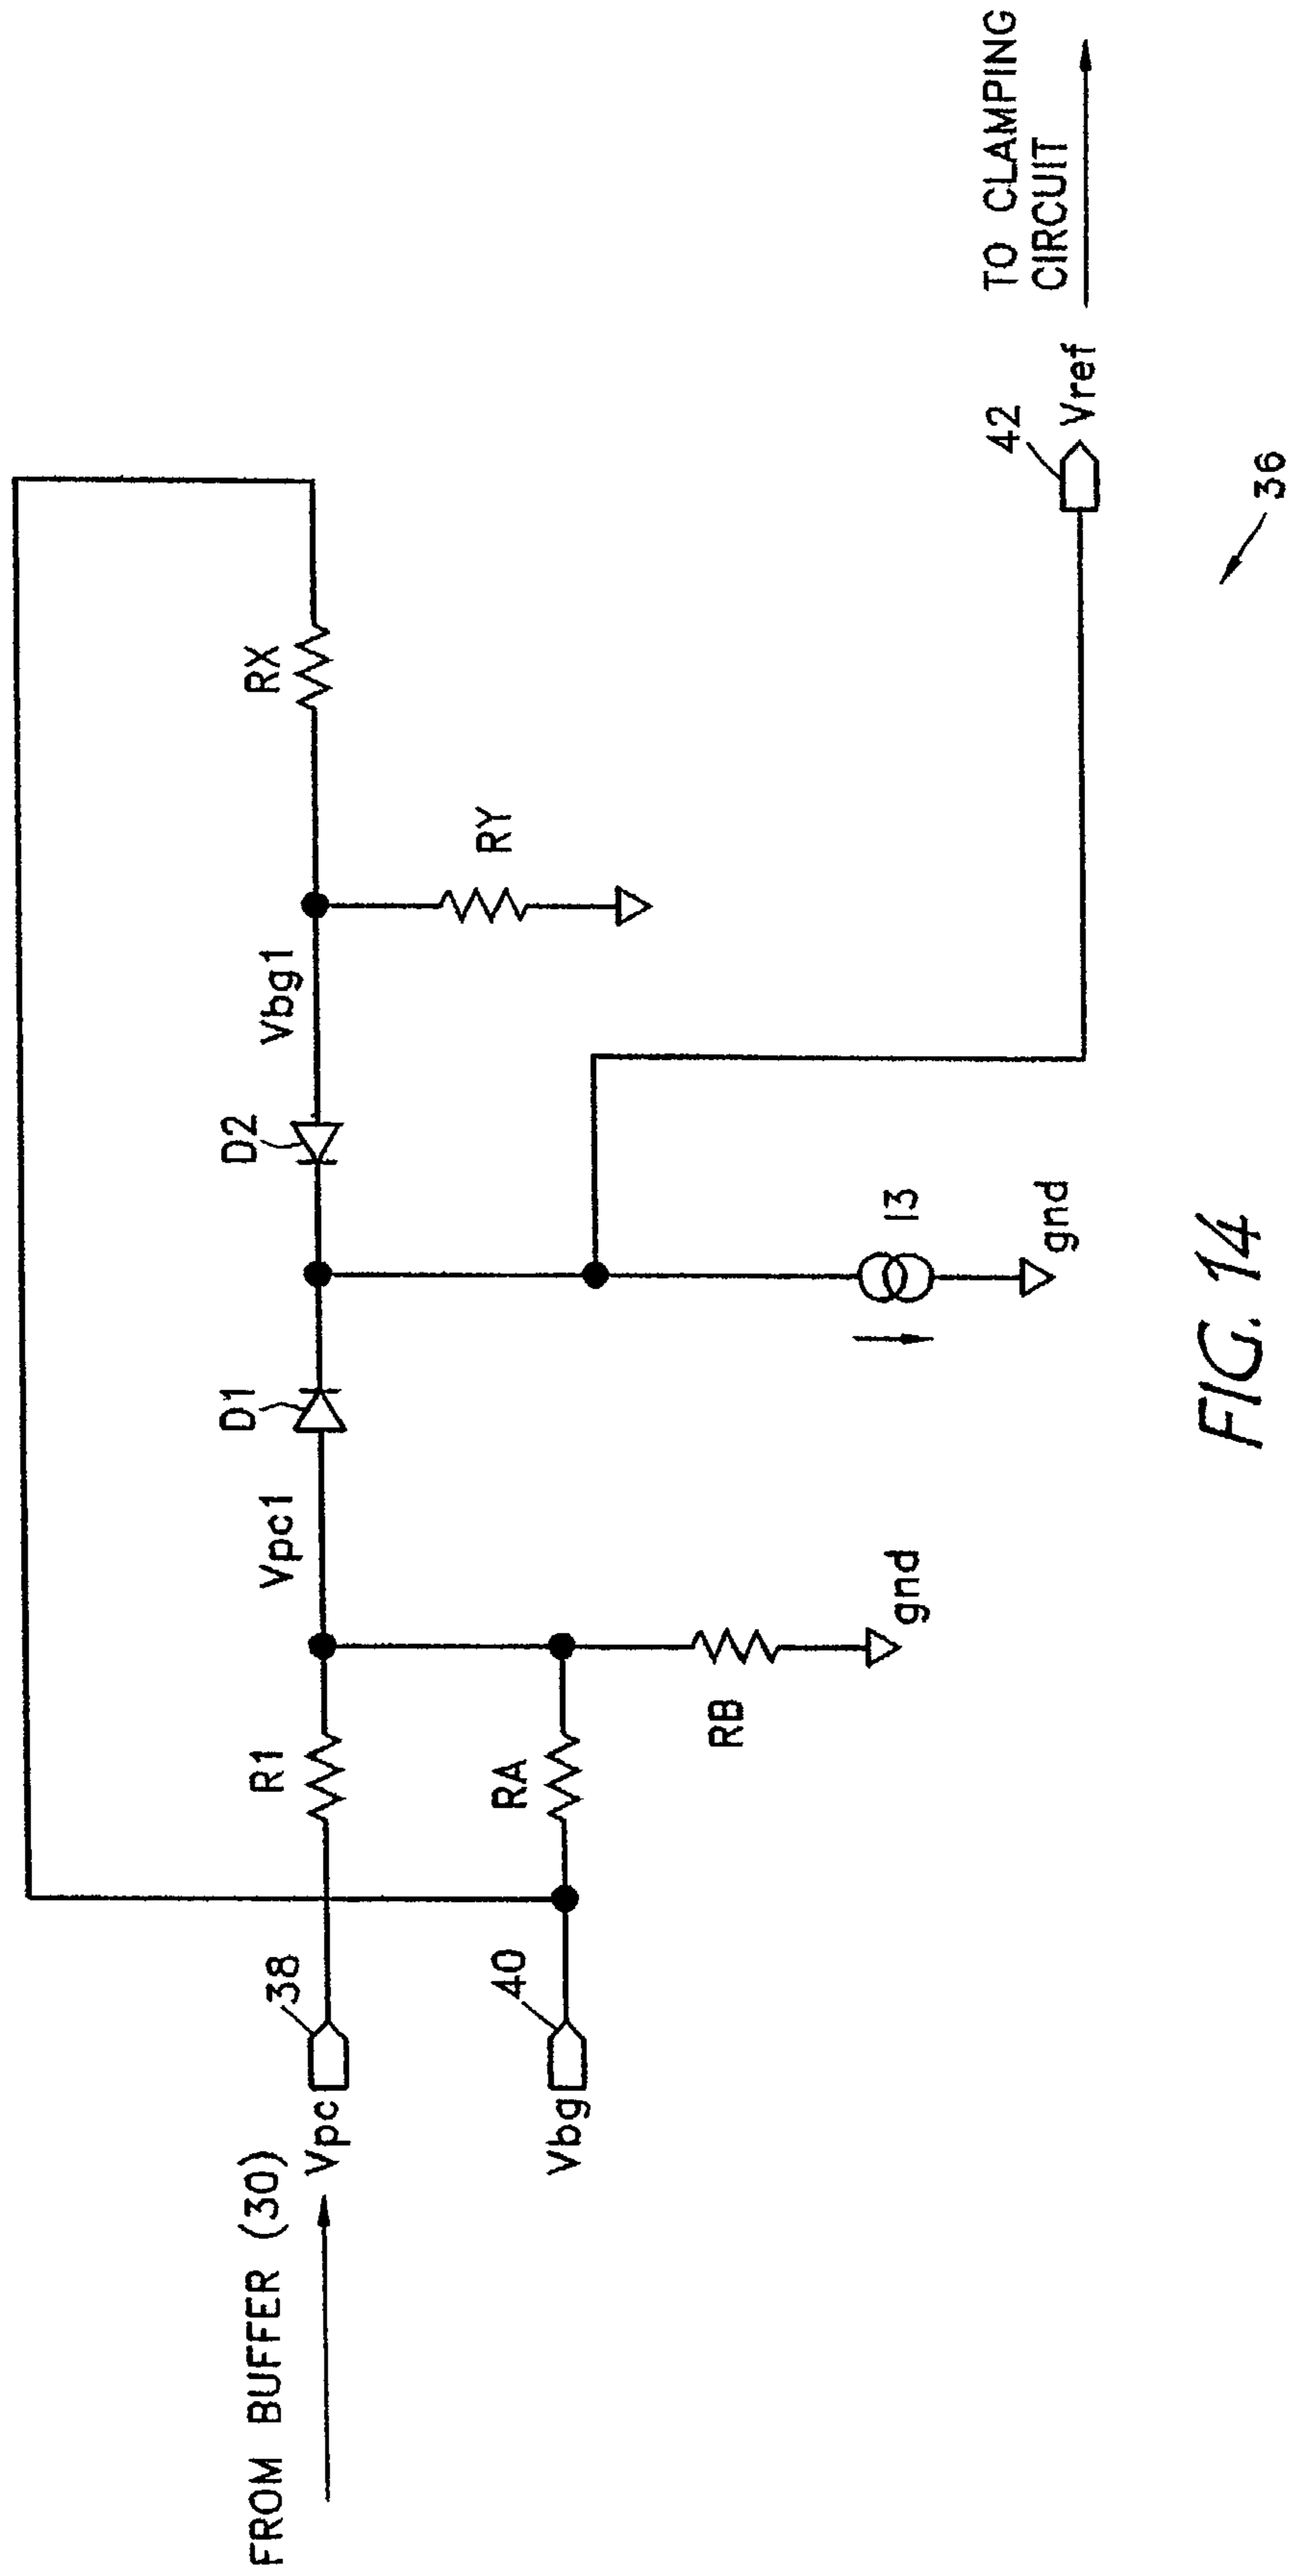 FROM BUFFER (30)
Vpc
38
Vbg
40
R1
RA
RB
gnd
Vpc1
D1
D2
I3
gnd
Vbg1
RY
RX
42
Vref
TO CLAMPING
CIRCUIT
36
FIG. 14